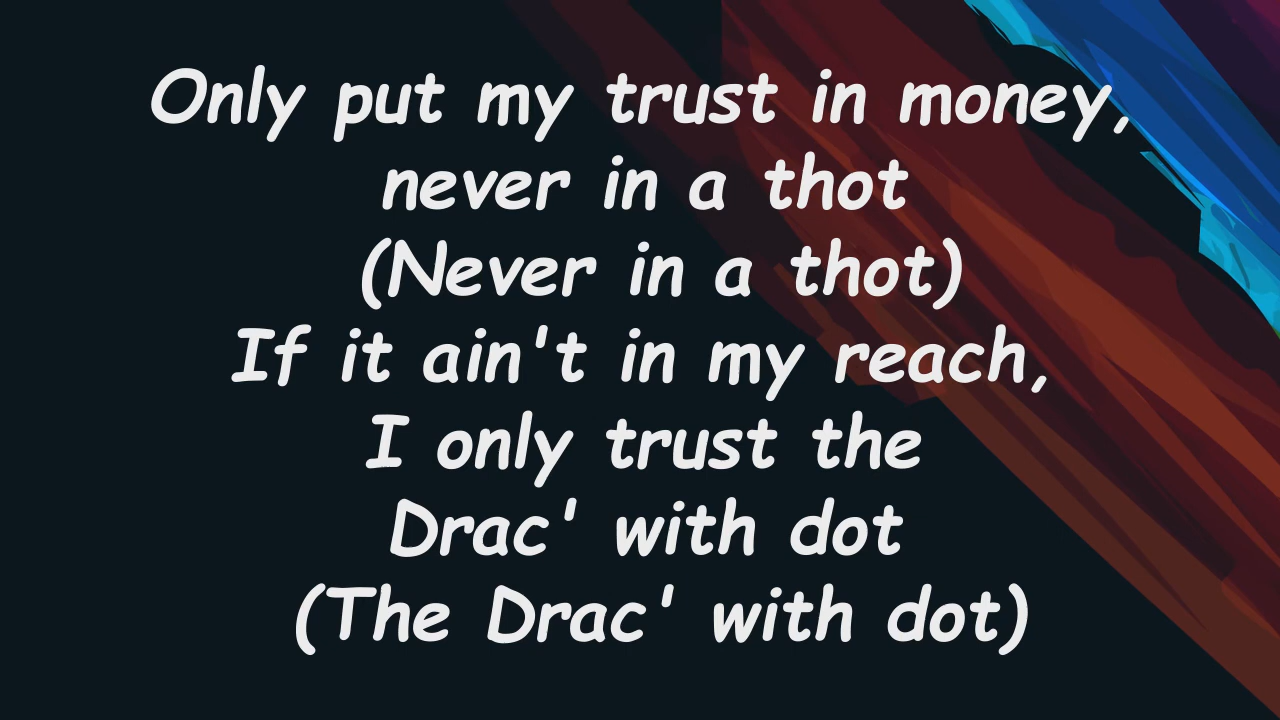 Only put my trust in money,
never in a thot
(Never in a thot)
If it ain't in my reach,
I only trust the
Drac' with dot
(The Drac' with dot)